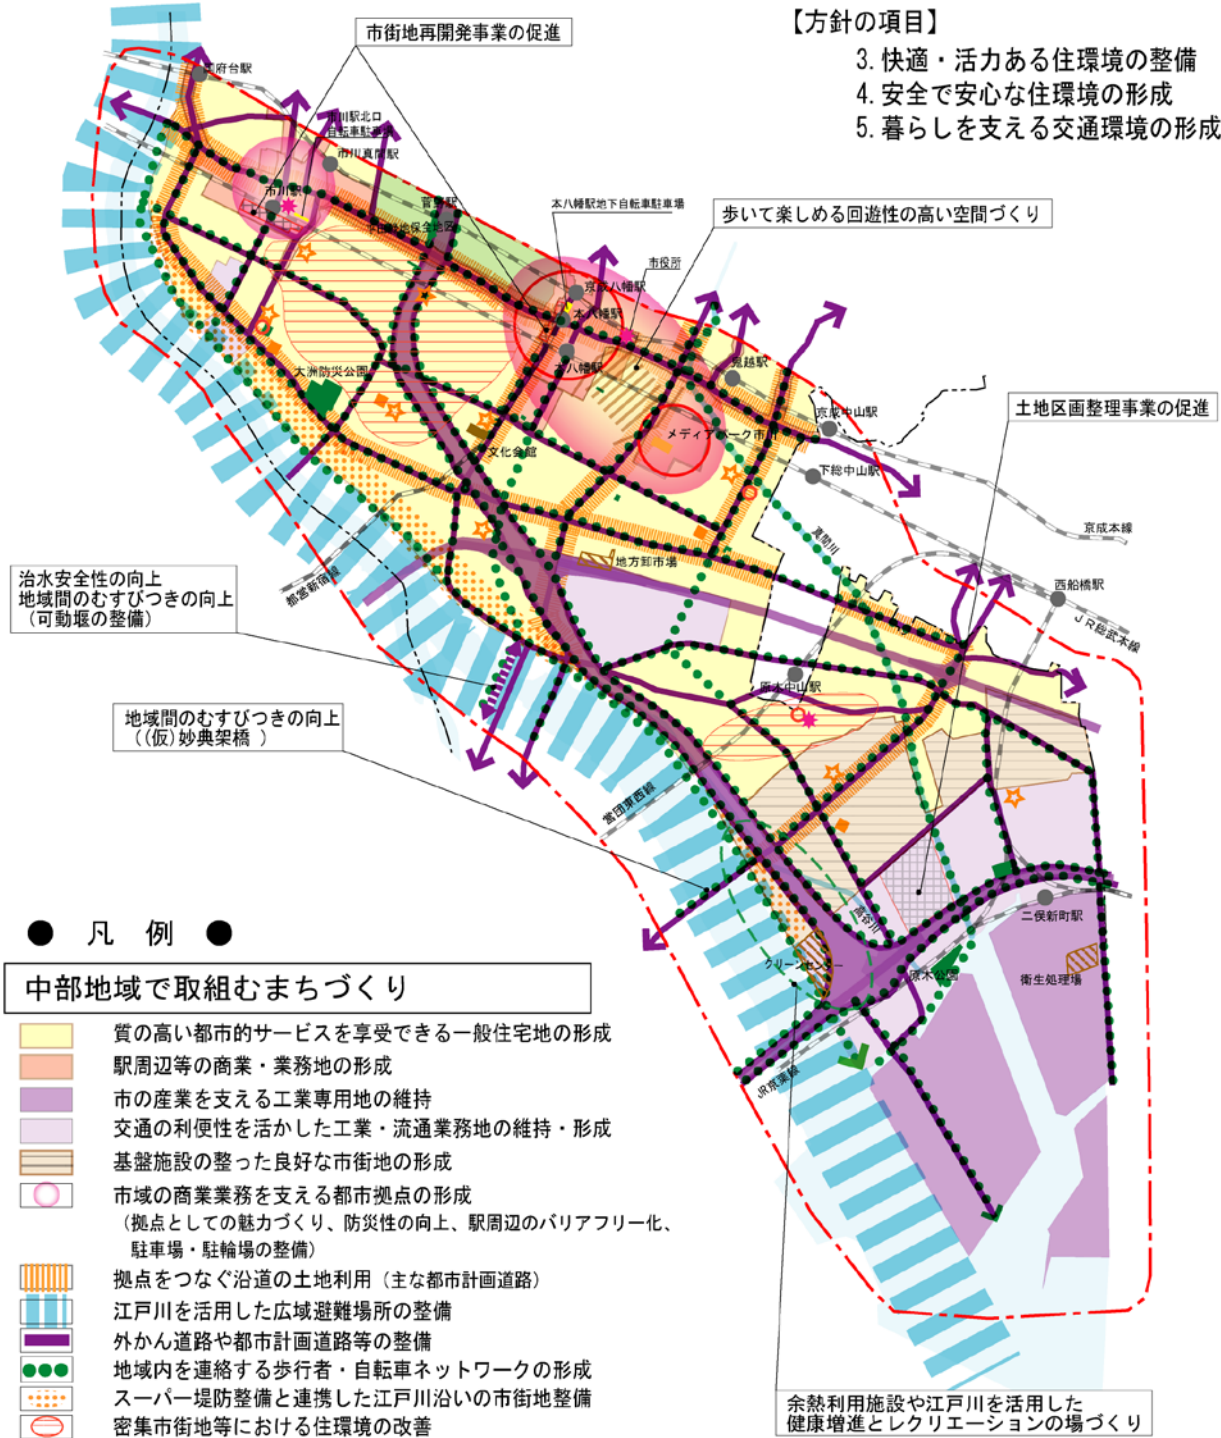 【方針の項目】
3. 快適・活力ある住環境の整備
4. 安全で安心な住環境の形成
5. 暮らしを支える交通環境の形成
市街地再開発事業の促進
国府台駅
市川駅北口
自転車駐車場
市川真間駅
市川駅
菅野駅
本八幡駅地下自転車駐車場
歩いて楽しめる回遊性の高い空間づくり
市役所
京成八幡駅
本八幡駅
本八幡駅
鬼越駅
大洲防災公園
土地区画整理事業の促進
京成中山駅
メディアパーク市川
文化会館
下総中山駅
京成本線
真間川
地方卸市場
西船橋駅
都営新宿線
JR総武本線
治水安全性の向上
地域間のむすびつきの向上
(可動堰の整備)
原木中山駅
地域間のむすびつきの向上
((仮)妙典架橋 )
営団東西線
高谷川
二俣新町駅
クリーンセンター
原木公園
衛生処理場
JR京葉線
● 凡 例 ●
中部地域で取組むまちづくり
質の高い都市的サービスを享受できる一般住宅地の形成
駅周辺等の商業・業務地の形成
市の産業を支える工業専用地の維持
交通の利便性を活かした工業・流通業務地の維持・形成
基盤施設の整った良好な市街地の形成
市域の商業業務を支える都市拠点の形成
(拠点としての魅力づくり、防災性の向上、駅周辺のバリアフリー化、
駐車場・駐輪場の整備)
拠点をつなぐ沿道の土地利用 (主な都市計画道路)
江戸川を活用した広域避難場所の整備
外かん道路や都市計画道路等の整備
地域内を連絡する歩行者・自転車ネットワークの形成
スーパー堤防整備と連携した江戸川沿いの市街地整備
密集市街地等における住環境の改善
余熱利用施設や江戸川を活用した
健康増進とレクリエーションの場づくり